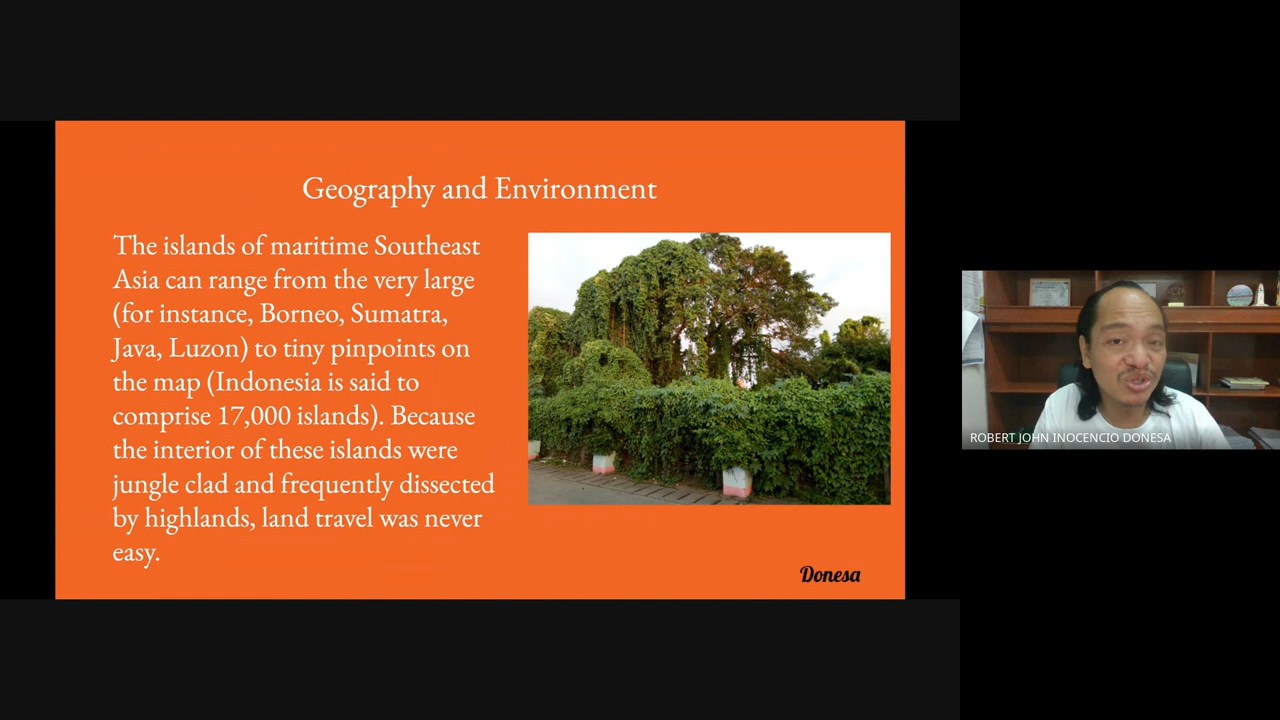 Geography and Environment
The islands of maritime Southeast
Asia can range from the very large
(for instance, Borneo, Sumatra,
Java, Luzon) to tiny pinpoints on
the map (Indonesia is said to
comprise 17,000 islands). Because
the interior of these islands were
jungle clad and frequently dissected
by highlands, land travel was never
easy.
Donesa
ROBERT JOHN INOCENCIO DONESA